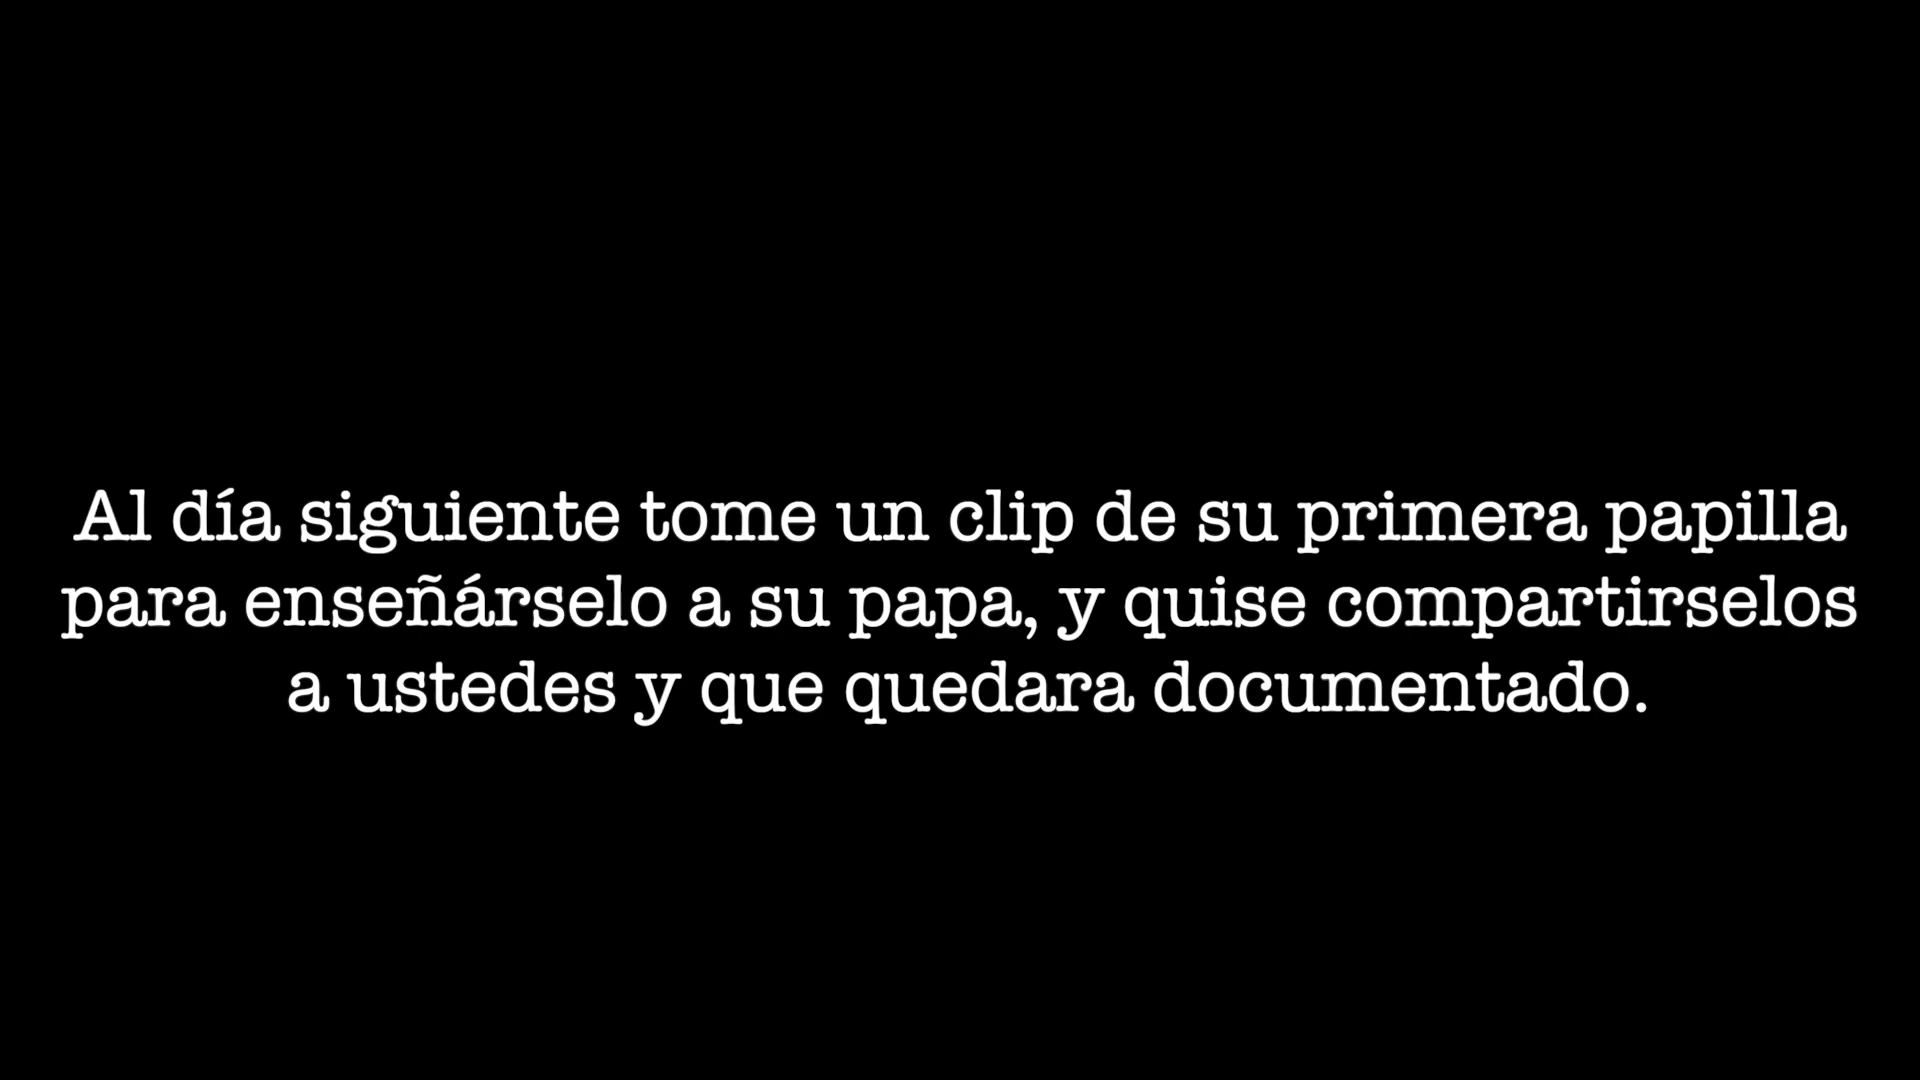 Al día siguiente tome un clip de su primera papilla
para enseñárselo a su papa, y quise compartirselos
a ustedes y que quedara documentado.